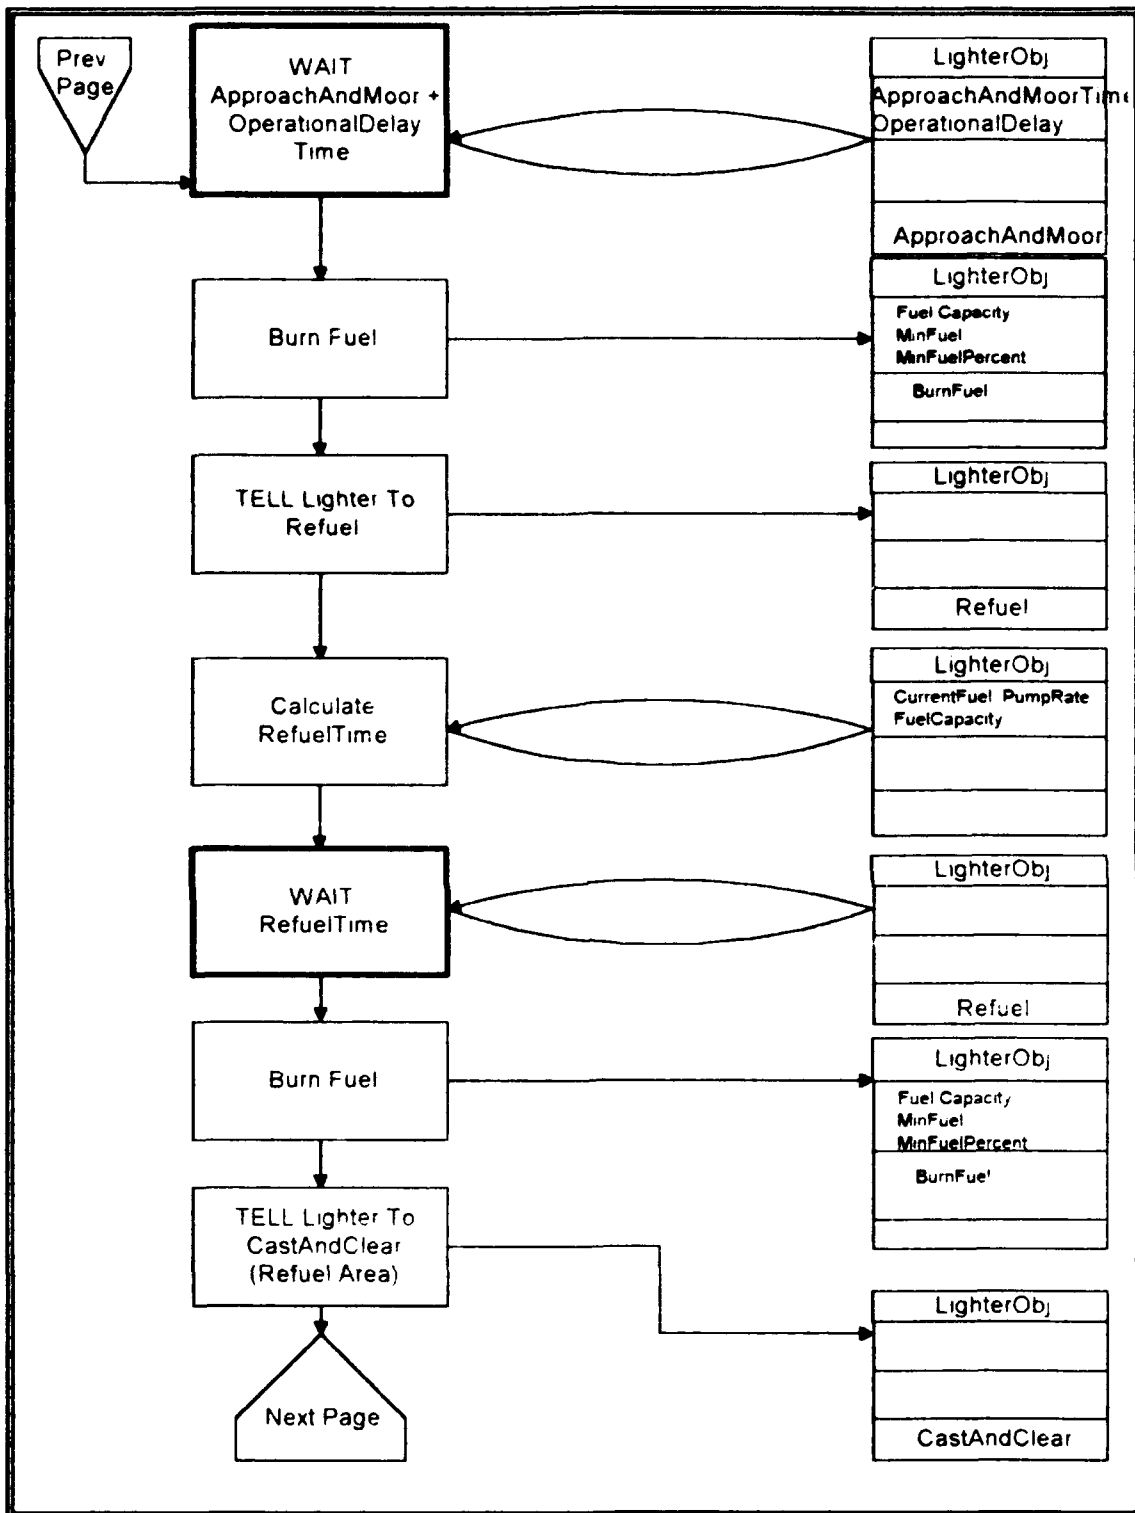 Prev
Page
WAIT
ApproachAndMoor +
OperationalDelay
Time
LighterObj
ApproachAndMoorTime
OperationalDelay
ApproachAndMoor
Burn Fuel
LighterObj
Fuel Capacity
MinFuel
MinFuelPercent
BurnFuel
TELL Lighter To
Refuel
LighterObj
Refuel
Calculate
RefuelTime
LighterObj
CurrentFuel PumpRate
FuelCapacity
WAIT
RefuelTime
LighterObj
Refuel
Burn Fuel
LighterObj
Fuel Capacity
MinFuel
MinFuelPercent
BurnFuel
TELL Lighter To
CastAndClear
(Refuel Area)
LighterObj
CastAndClear
Next Page